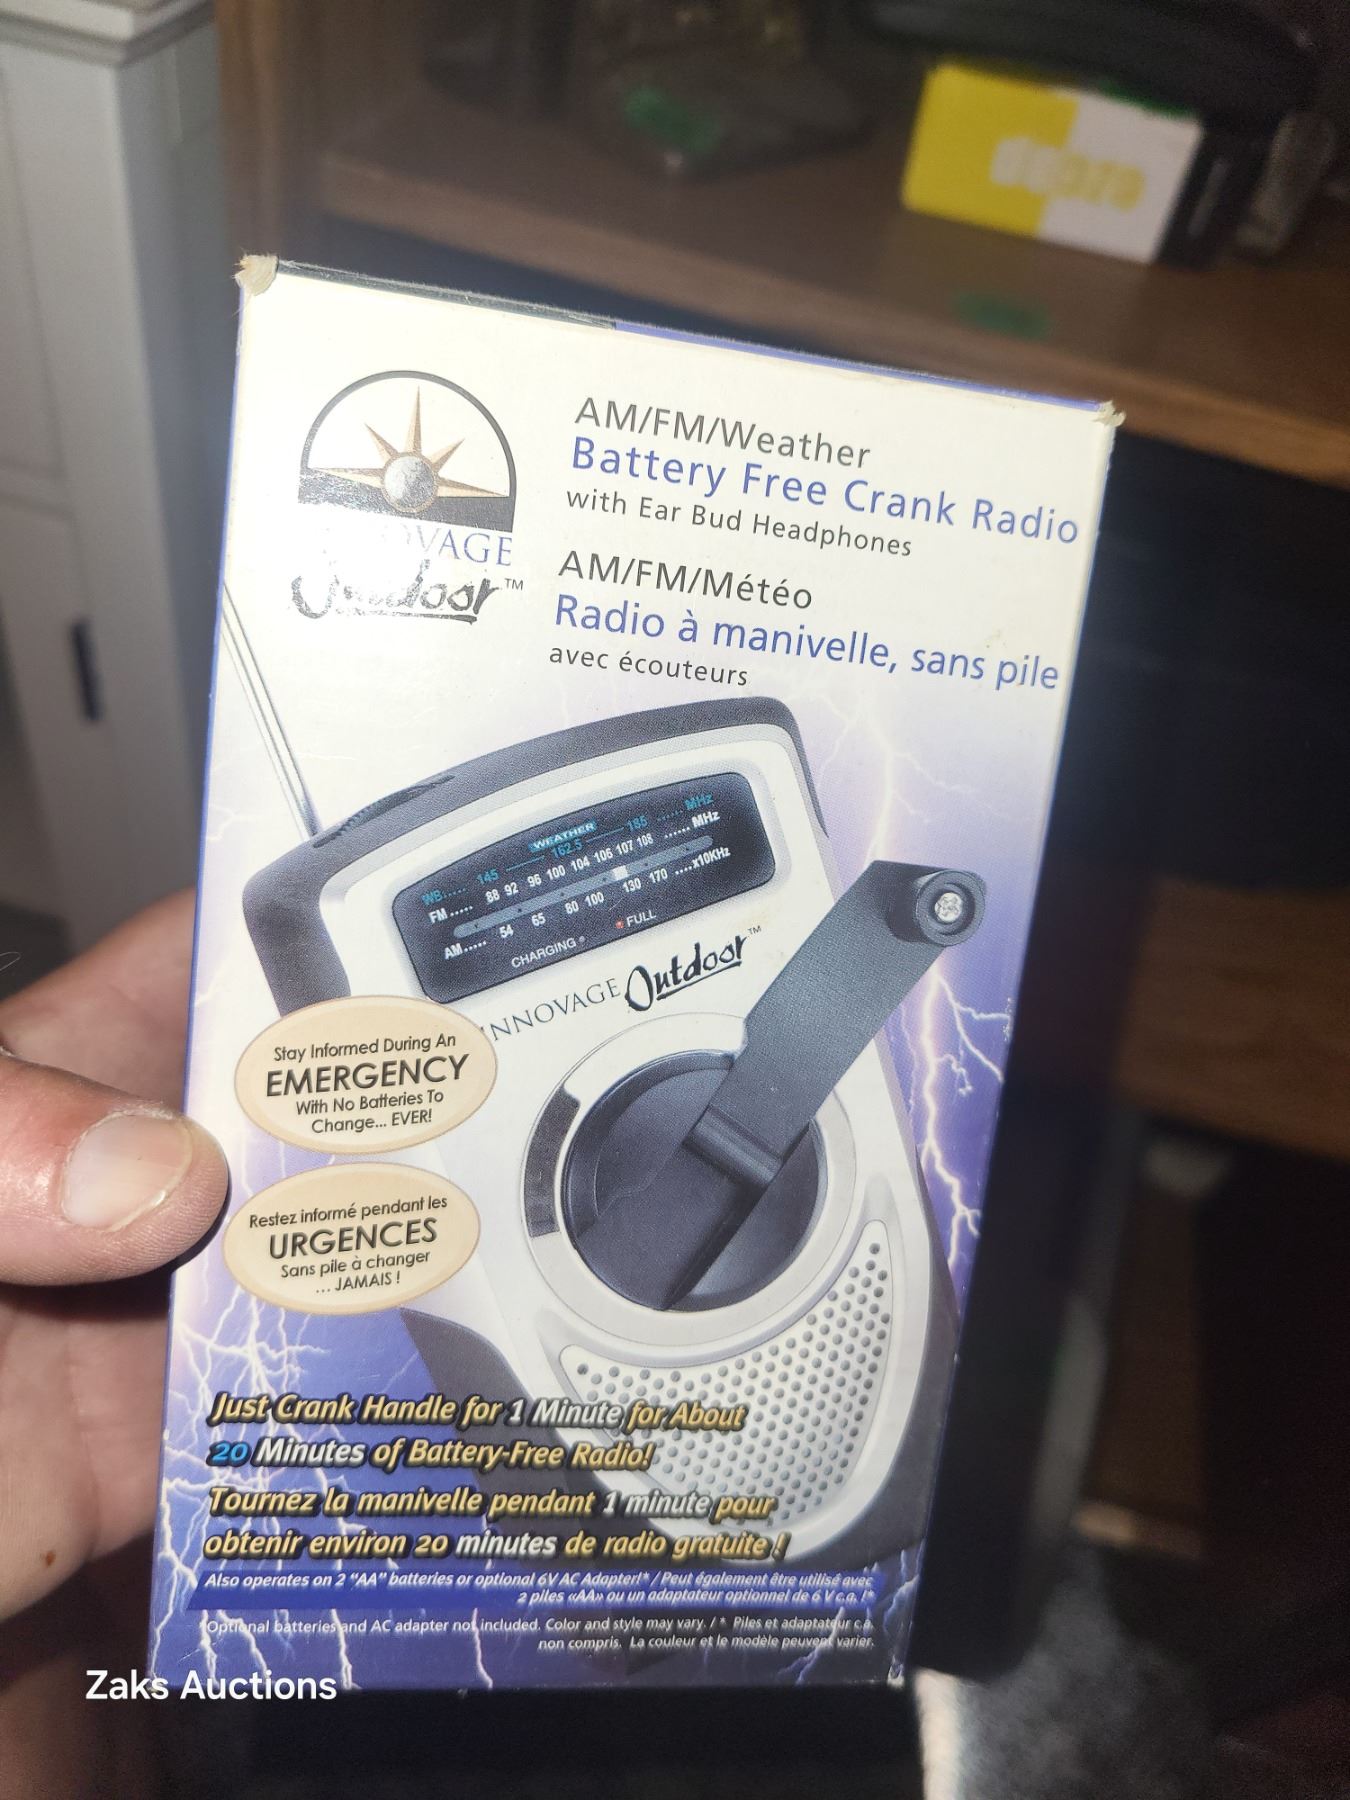 AM/FM/Weather
Battery Free Crank Radio
with Ear Bud Headphones
AM/FM/Météo
Radio à manivelle, sans pile
avec écouteurs
OVAGE
Outdoor™
WEATHER
WB..... 145 162.5 185 ...... MHz
FM..... 88 92 96 100 104 106 107 108 ...... MHz
AM..... 54 65 80 100 130 170 ....x10KHz
CHARGING FULL
INNOVAGE Outdoor™
Stay Informed During An
EMERGENCY
With No Batteries To
Change... EVER!
Restez informé pendant les
URGENCES
Sans pile à changer
... JAMAIS !
Just Crank Handle for 1 Minute for About
20 Minutes of Battery-Free Radio!
Tournez la manivelle pendant 1 minute pour
obtenir environ 20 minutes de radio gratuite !
Also operates on 2 "AA" batteries or optional 6V AC Adapter!* / Peut également être utilisé avec
2 piles «AA» ou un adaptateur optionnel de 6 V c.a. !*
*Optional batteries and AC adapter not included. Color and style may vary. / * Piles et adaptateur c.a.
non compris. La couleur et le modèle peuvent varier.
Zaks Auctions